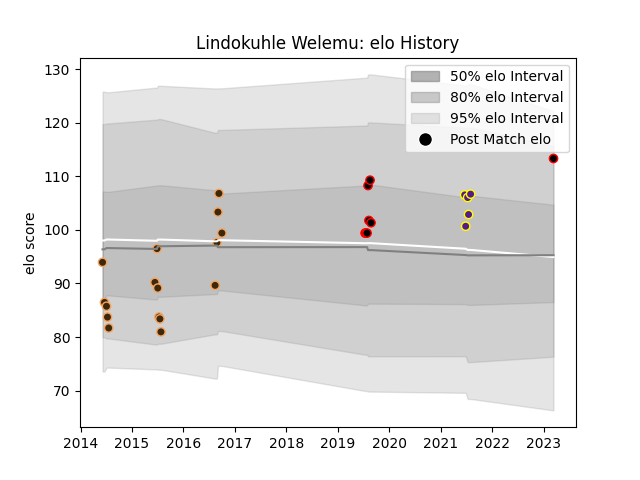 Lindokuhle Welemu: elo History
50% elo Interval
80% elo Interval
95% elo Interval
Post Match elo
elo score
130
120
110
100
90
80
70
2014 2015 2016 2017 2018 2019 2020 2021 2022 2023